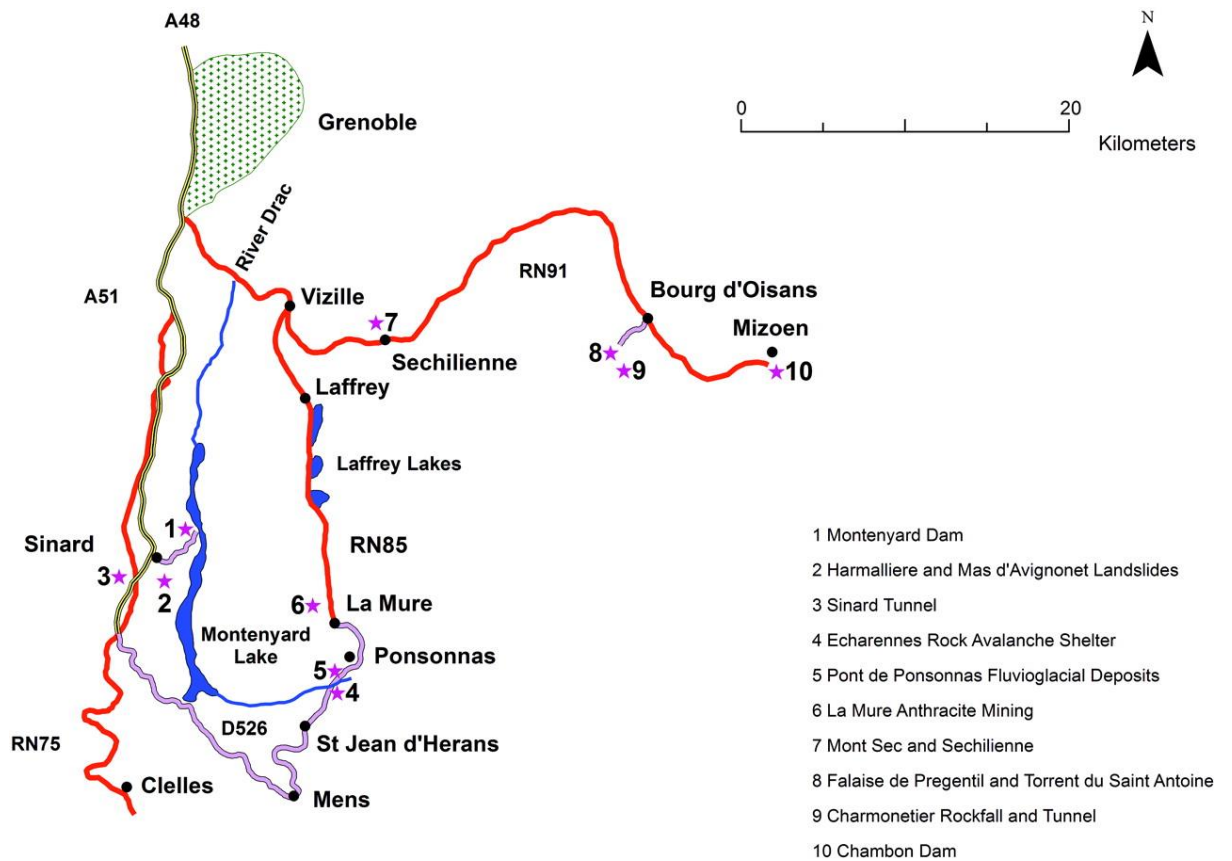 A48
N
0
20
Kilometers
Grenoble
River Drac
A51
RN91
Vizille
Bourg d'Oisans
7
Mizoen
Sechilienne
8
9
10
Laffrey
Laffrey Lakes
1
Sinard
RN85
3
2
6
La Mure
Montenyard
Lake
Ponsonnas
5
4
D526
St Jean d'Herans
RN75
Clelles
Mens
1 Montenyard Dam
2 Harmalliere and Mas d'Avignonet Landslides
3 Sinard Tunnel
4 Echarennes Rock Avalanche Shelter
5 Pont de Ponsonnas Fluvioglacial Deposits
6 La Mure Anthracite Mining
7 Mont Sec and Sechilienne
8 Falaise de Pregentil and Torrent du Saint Antoine
9 Charmonetier Rockfall and Tunnel
10 Chambon Dam